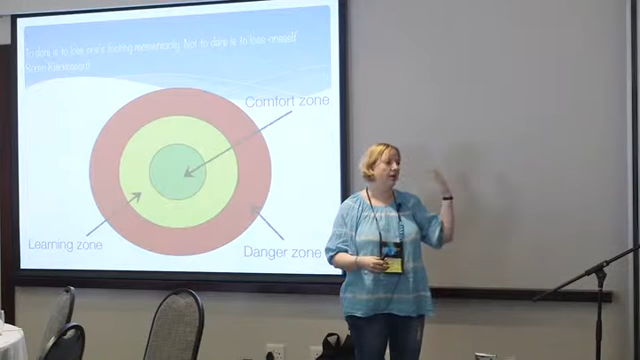 To dare is to lose one's footing momentarily. Not to dare is to lose oneself
Soren Kierkegaard
Comfort zone
Learning zone
Danger zone